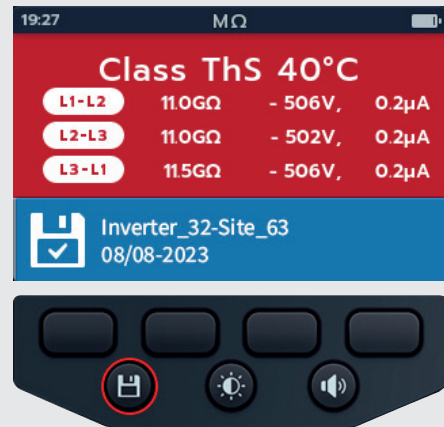 19:27 MΩ
Class ThS 40°C
L1-L2 11.0GΩ - 506V, 0.2µA
L2-L3 11.0GΩ - 502V, 0.2µA
L3-L1 11.5GΩ - 506V, 0.2µA
Inverter_32-Site_63
08/08-2023